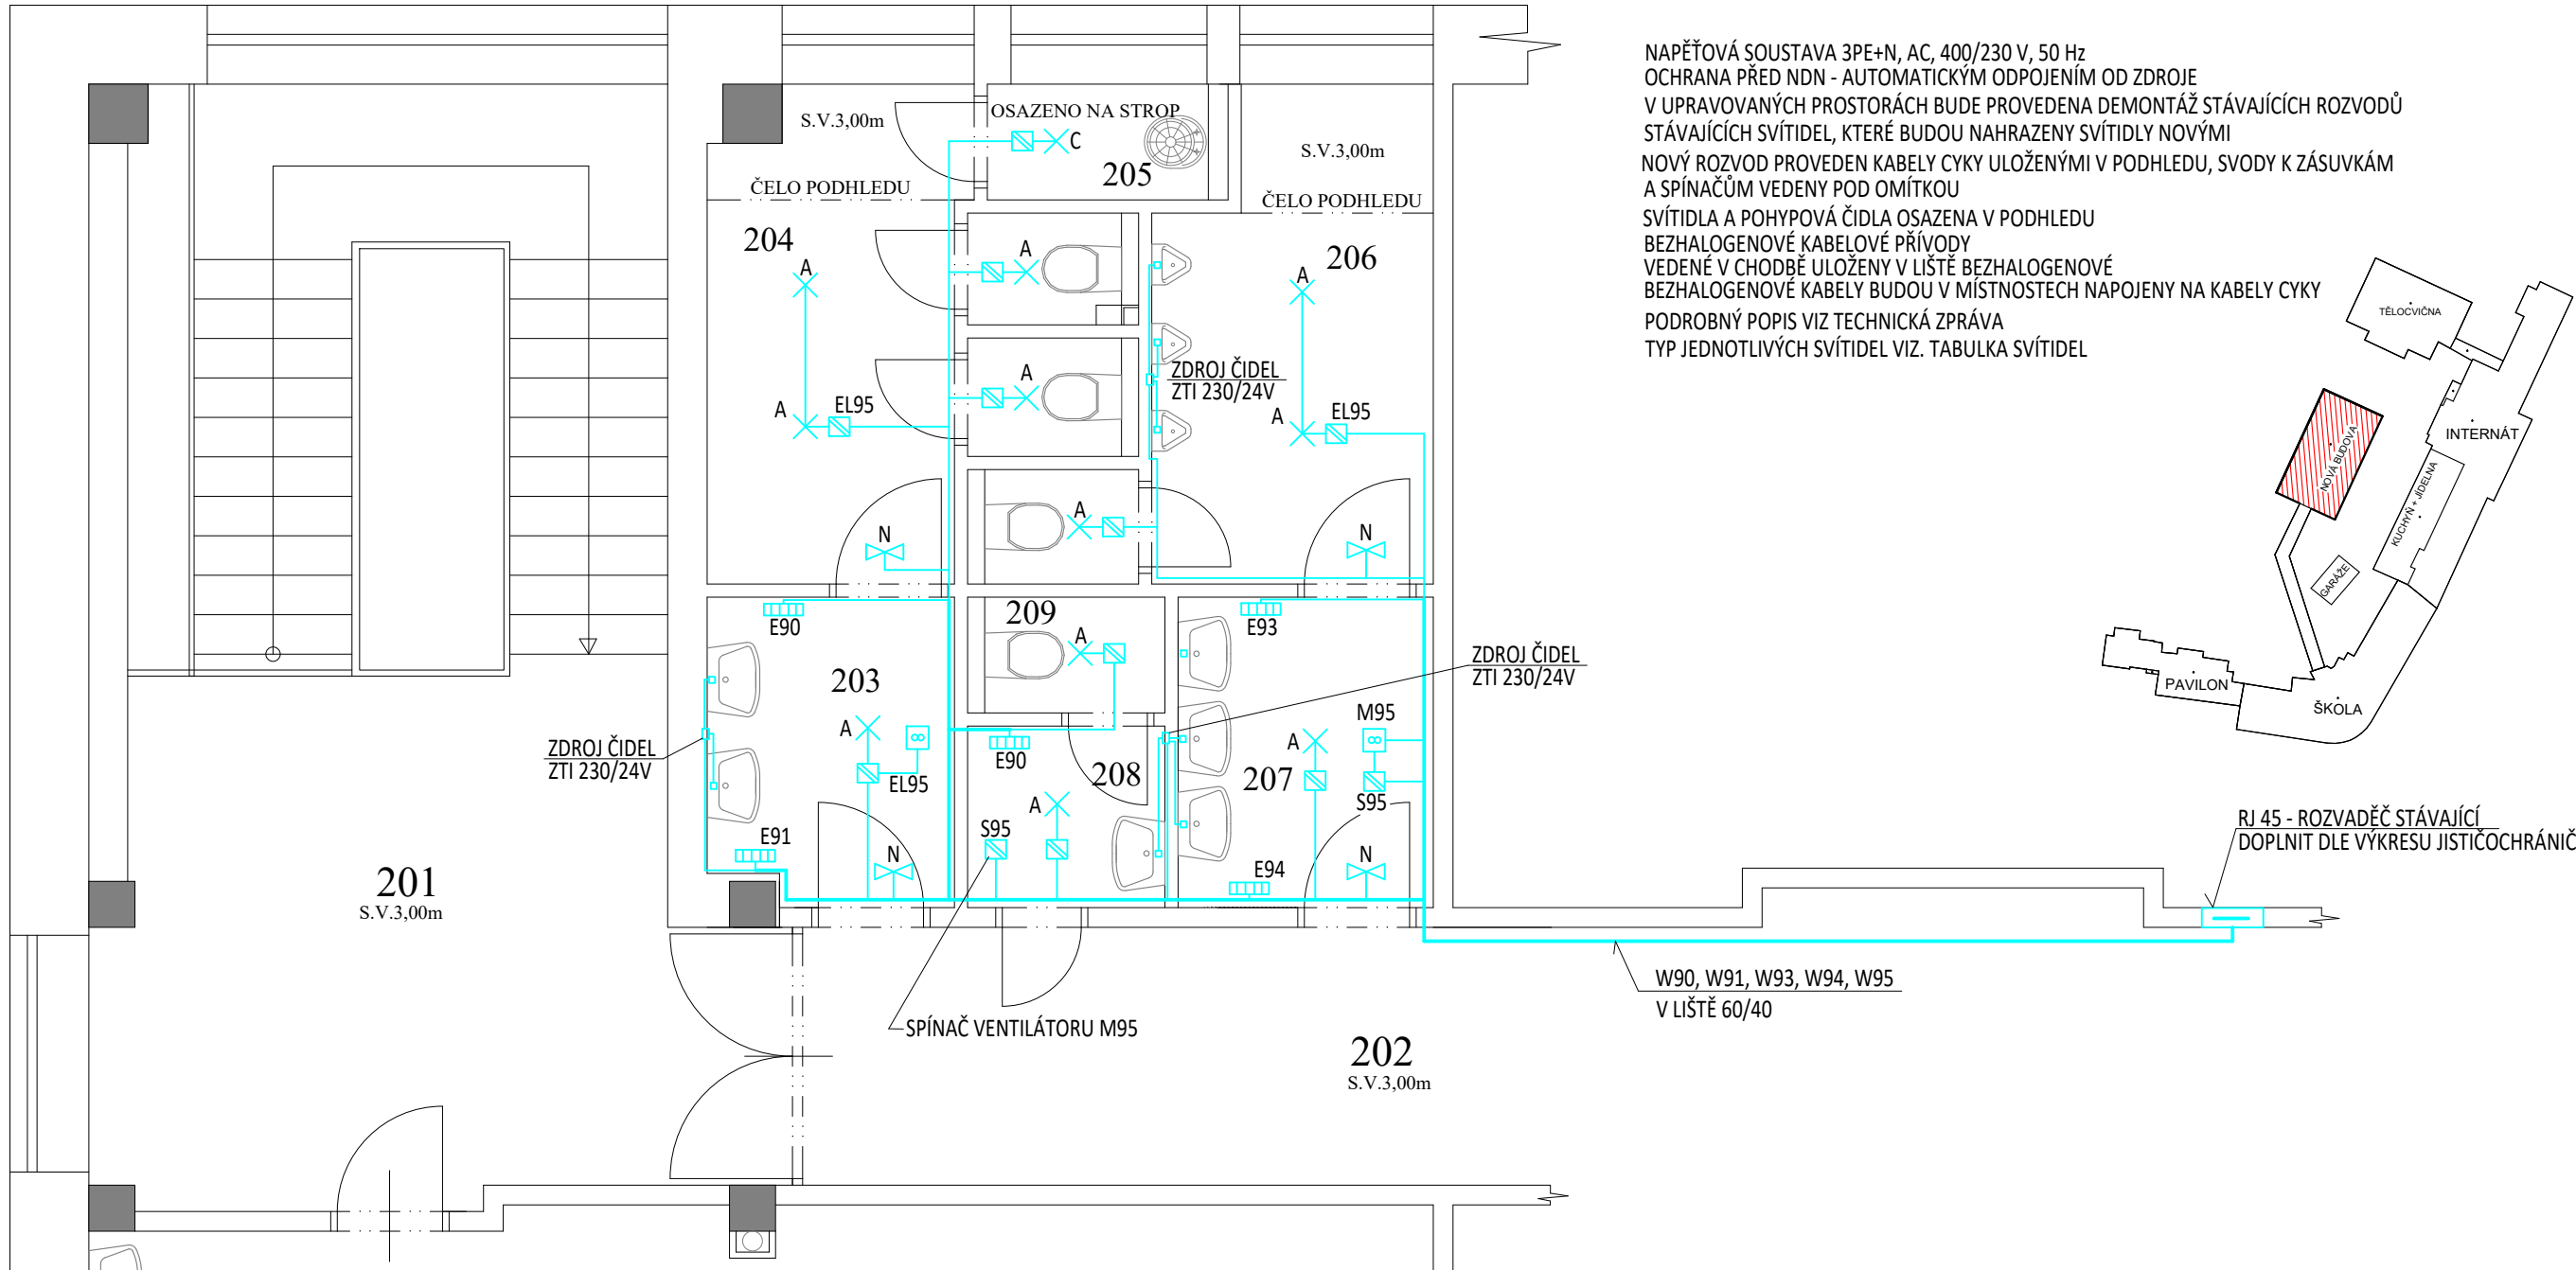 NAPĚŤOVÁ SOUSTAVA 3PE+N, AC, 400/230 V, 50 Hz
OCHRANA PŘED NDN - AUTOMATICKÝM ODPOJENÍM OD ZDROJE
V UPRAVOVANÝCH PROSTORÁCH BUDE PROVEDENA DEMONTÁŽ STÁVAJÍCÍCH ROZVODŮ
STÁVAJÍCÍCH SVÍTIDEL, KTERÉ BUDOU NAHRAZENY SVÍTIDLY NOVÝMI
NOVÝ ROZVOD PROVEDEN KABELY CYKY ULOŽENÝMI V PODHLEDU, SVODY K ZÁSUVKÁM
A SPÍNAČŮM VEDENY POD OMÍTKOU
SVÍTIDLA A POHYPOVÁ ČIDLA OSAZENA V PODHLEDU
BEZHALOGENOVÉ KABELOVÉ PŘÍVODY
VEDENÉ V CHODBĚ ULOŽENY V LIŠTĚ BEZHALOGENOVÉ
BEZHALOGENOVÉ KABELY BUDOU V MÍSTNOSTECH NAPOJENY NA KABELY CYKY
PODROBNÝ POPIS VIZ TECHNICKÁ ZPRÁVA
TYP JEDNOTLIVÝCH SVÍTIDEL VIZ. TABULKA SVÍTIDEL
S.V.3,00m
OSAZENO NA STROP
C
205
S.V.3,00m
ČELO PODHLEDU
ČELO PODHLEDU
204
A
A
206
A
A
A
EL95
ZDROJ ČIDEL
ZTI 230/24V
A
EL95
A
N
N
E90
209
A
E93
203
A
EL95
ZDROJ ČIDEL
ZTI 230/24V
E90
208
A
S95
ZDROJ ČIDEL
ZTI 230/24V
M95
A
207
S95
E91
N
E94
N
201
S.V.3,00m
SPÍNAČ VENTILÁTORU M95
202
S.V.3,00m
W90, W91, W93, W94, W95
V LIŠTĚ 60/40
RJ 45 - ROZVADĚČ STÁVAJÍCÍ
DOPLNIT DLE VÝKRESU JISTIČOCHRÁNIČ
TĚLOCVIČNA
INTERNÁT
NOVÁ BUDOVA
KUCHYŇ + JÍDELNA
GARÁŽE
PAVILON
ŠKOLA